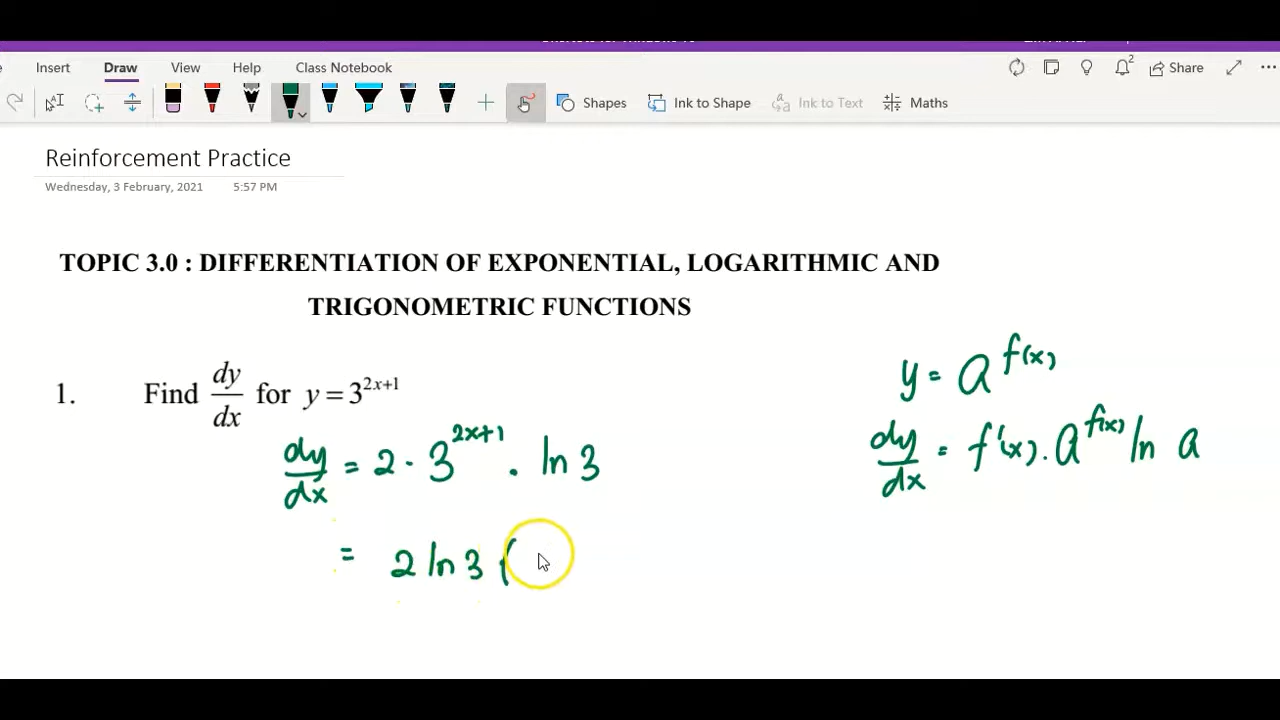 Insert Draw View Help Class Notebook
Share
Shapes Ink to Shape Ink to Text Maths
Reinforcement Practice
Wednesday, 3 February, 2021 5:57 PM
TOPIC 3.0 : DIFFERENTIATION OF EXPONENTIAL, LOGARITHMIC AND
TRIGONOMETRIC FUNCTIONS
1. Find dy/dx for y = 3^(2x+1)
dy/dx = 2 · 3^(2x+1) . ln 3
= 2 ln 3 (
y = a^f(x)
dy/dx = f'(x) . a^f(x) ln a